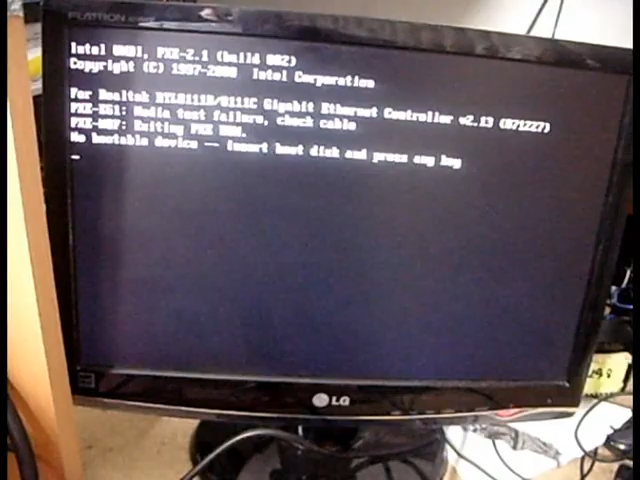 FLATRON
Intel UNDI, PXE-2.1 (build 082)
Copyright (C) 1997-2000 Intel Corporation
For Realtek RTL8111B/8111C Gigabit Ethernet Controller v2.13 (071227)
PXE-E61: Media test failure, check cable
PXE-M0F: Exiting PXE ROM.
No bootable device -- insert boot disk and press any key
LG